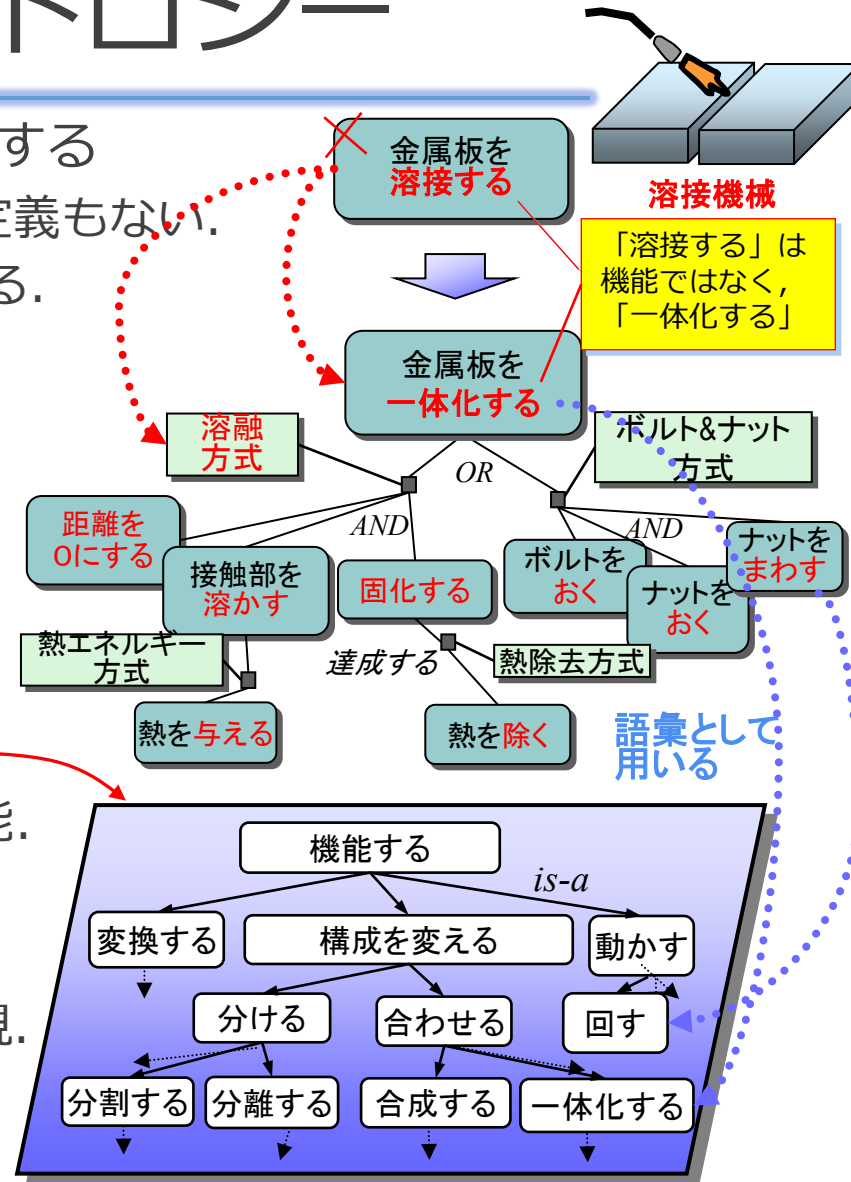 トロジー
する
定義もない.
る.
金属板を
溶接する
溶接機械
「溶接する」は
機能ではなく,
「一体化する」
金属板を
一体化する
溶融
方式
OR
ボルト&ナット
方式
AND
AND
距離を
0にする
接触部を
溶かす
固化する
ボルトを
おく
ナットを
おく
ナットを
まわす
熱エネルギー
方式
達成する
熱除去方式
熱を与える
熱を除く
語彙として
用いる
能.
現.
機能する
is-a
変換する
構成を変える
動かす
分ける
合わせる
回す
分割する
分離する
合成する
一体化する